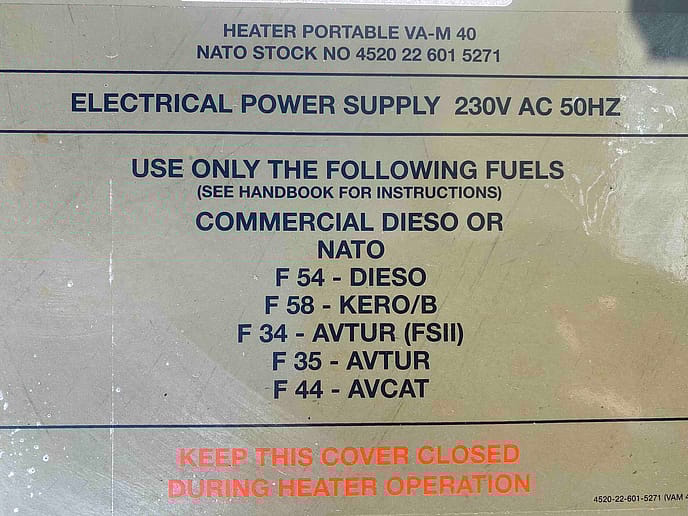 HEATER PORTABLE VA-M 40
NATO STOCK NO 4520 22 601 5271
ELECTRICAL POWER SUPPLY 230V AC 50HZ
USE ONLY THE FOLLOWING FUELS
(SEE HANDBOOK FOR INSTRUCTIONS)
COMMERCIAL DIESO OR
NATO
F 54 - DIESO
F 58 - KERO/B
F 34 - AVTUR (FSII)
F 35 - AVTUR
F 44 - AVCAT
KEEP THIS COVER CLOSED
DURING HEATER OPERATION
4520-22-601-5271 (VAM 4